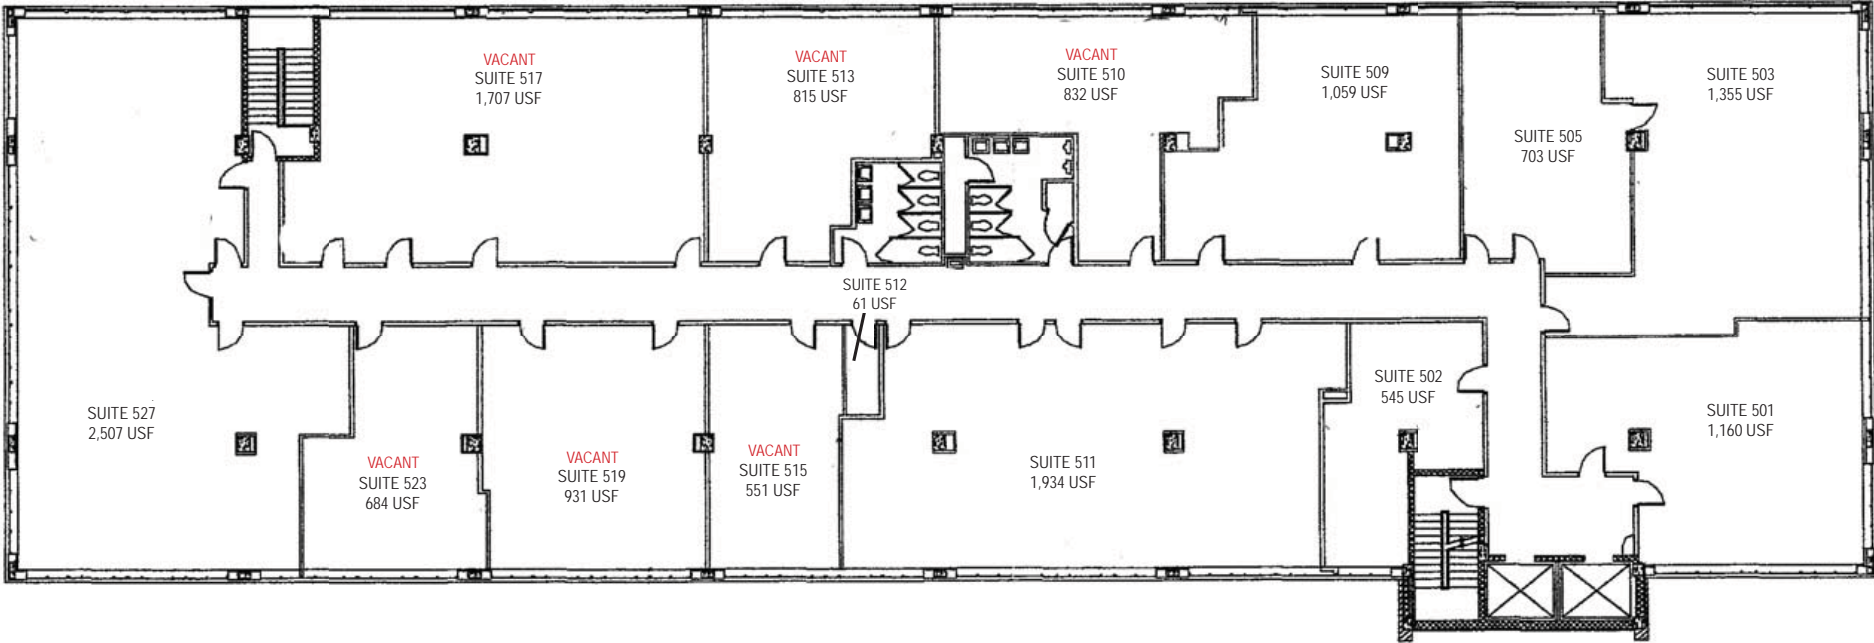 VACANT
SUITE 517
1,707 USF
VACANT
SUITE 513
815 USF
VACANT
SUITE 510
832 USF
SUITE 509
1,059 USF
SUITE 505
703 USF
SUITE 503
1,355 USF
SUITE 512
61 USF
SUITE 527
2,507 USF
VACANT
SUITE 523
684 USF
VACANT
SUITE 519
931 USF
VACANT
SUITE 515
551 USF
SUITE 511
1,934 USF
SUITE 502
545 USF
SUITE 501
1,160 USF